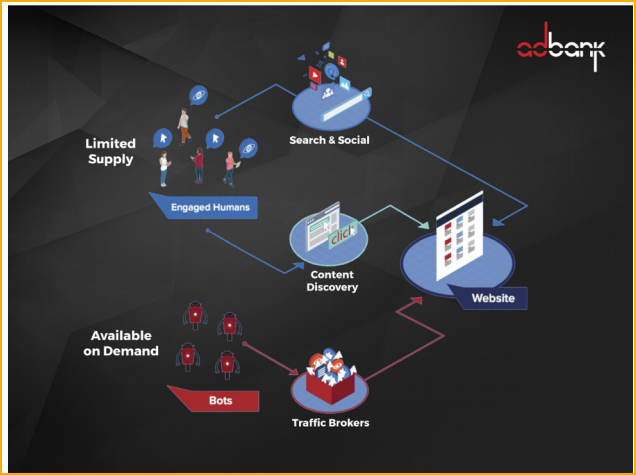 adbank
Limited
Supply
Search & Social
Engaged Humans
click
Content
Discovery
Website
Available
on Demand
Bots
Traffic Brokers